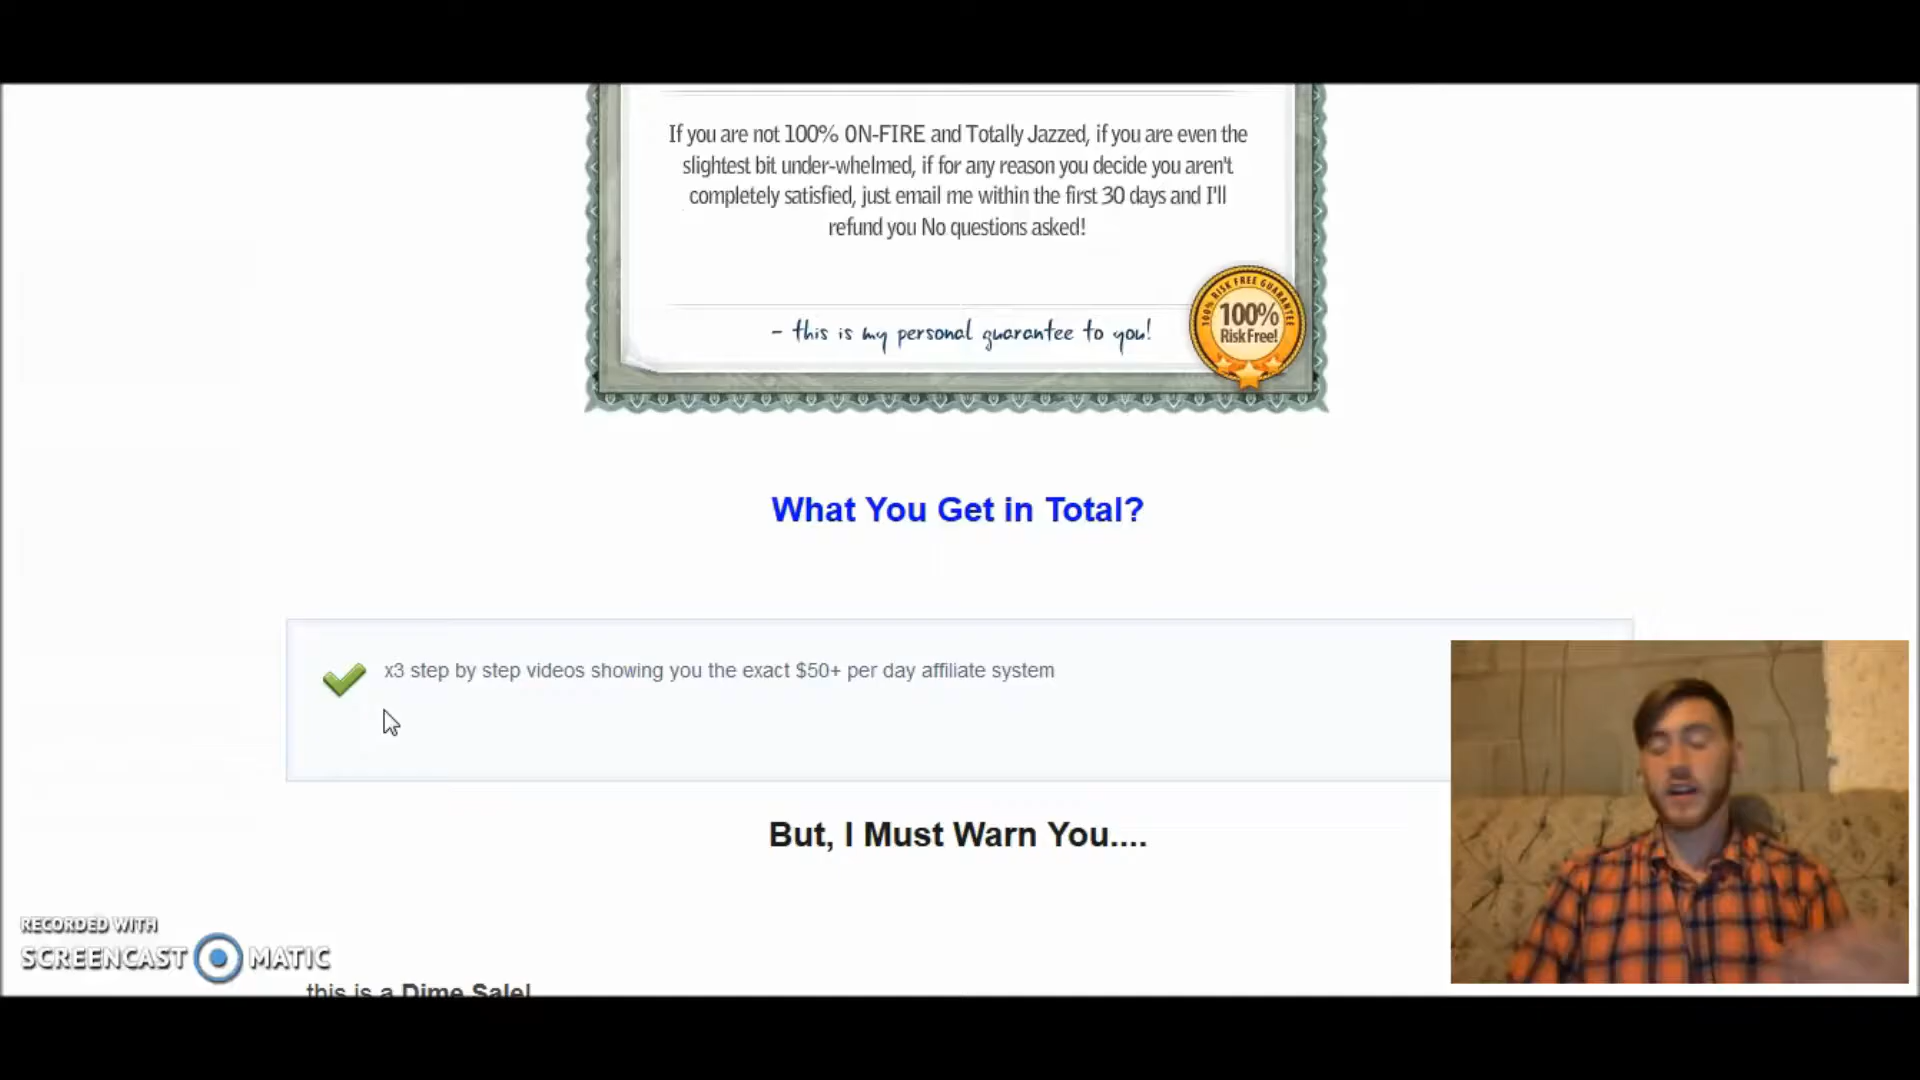 If you are not 100% ON-FIRE and Totally Jazzed, if you are even the
slightest bit under-whelmed, if for any reason you decide you aren't
completely satisfied, just email me within the first 30 days and I'll
refund you No questions asked!
- this is my personal guarantee to you!
100% RISK FREE GUARANTEE
100%
Risk Free!
What You Get in Total?
x3 step by step videos showing you the exact $50+ per day affiliate system
But, I Must Warn You....
RECORDED WITH
SCREENCAST MATIC
this is a Dime Sale!